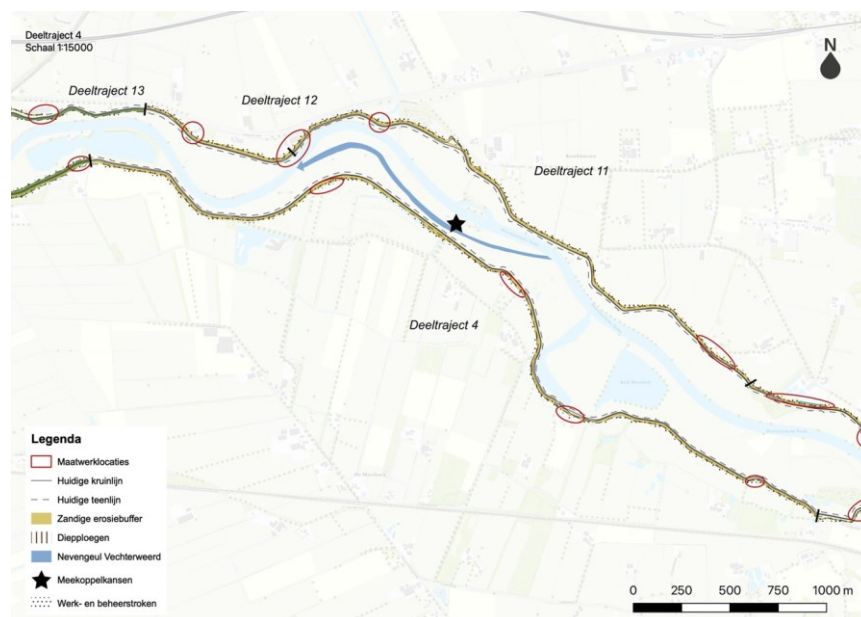 Deeltraject 4
Schaal 1:15000
N
Deeltraject 13
Deeltraject 12
Deeltraject 11
Deeltraject 4
Legenda
Maatwerklocaties
Huidige kruinlijn
Huidige teenlijn
Zandige erosiebuffer
Diepploegen
Nevengeul Vechterweerd
Meekoppelkansen
Werk- en beheerstroken
0 250 500 750 1000 m